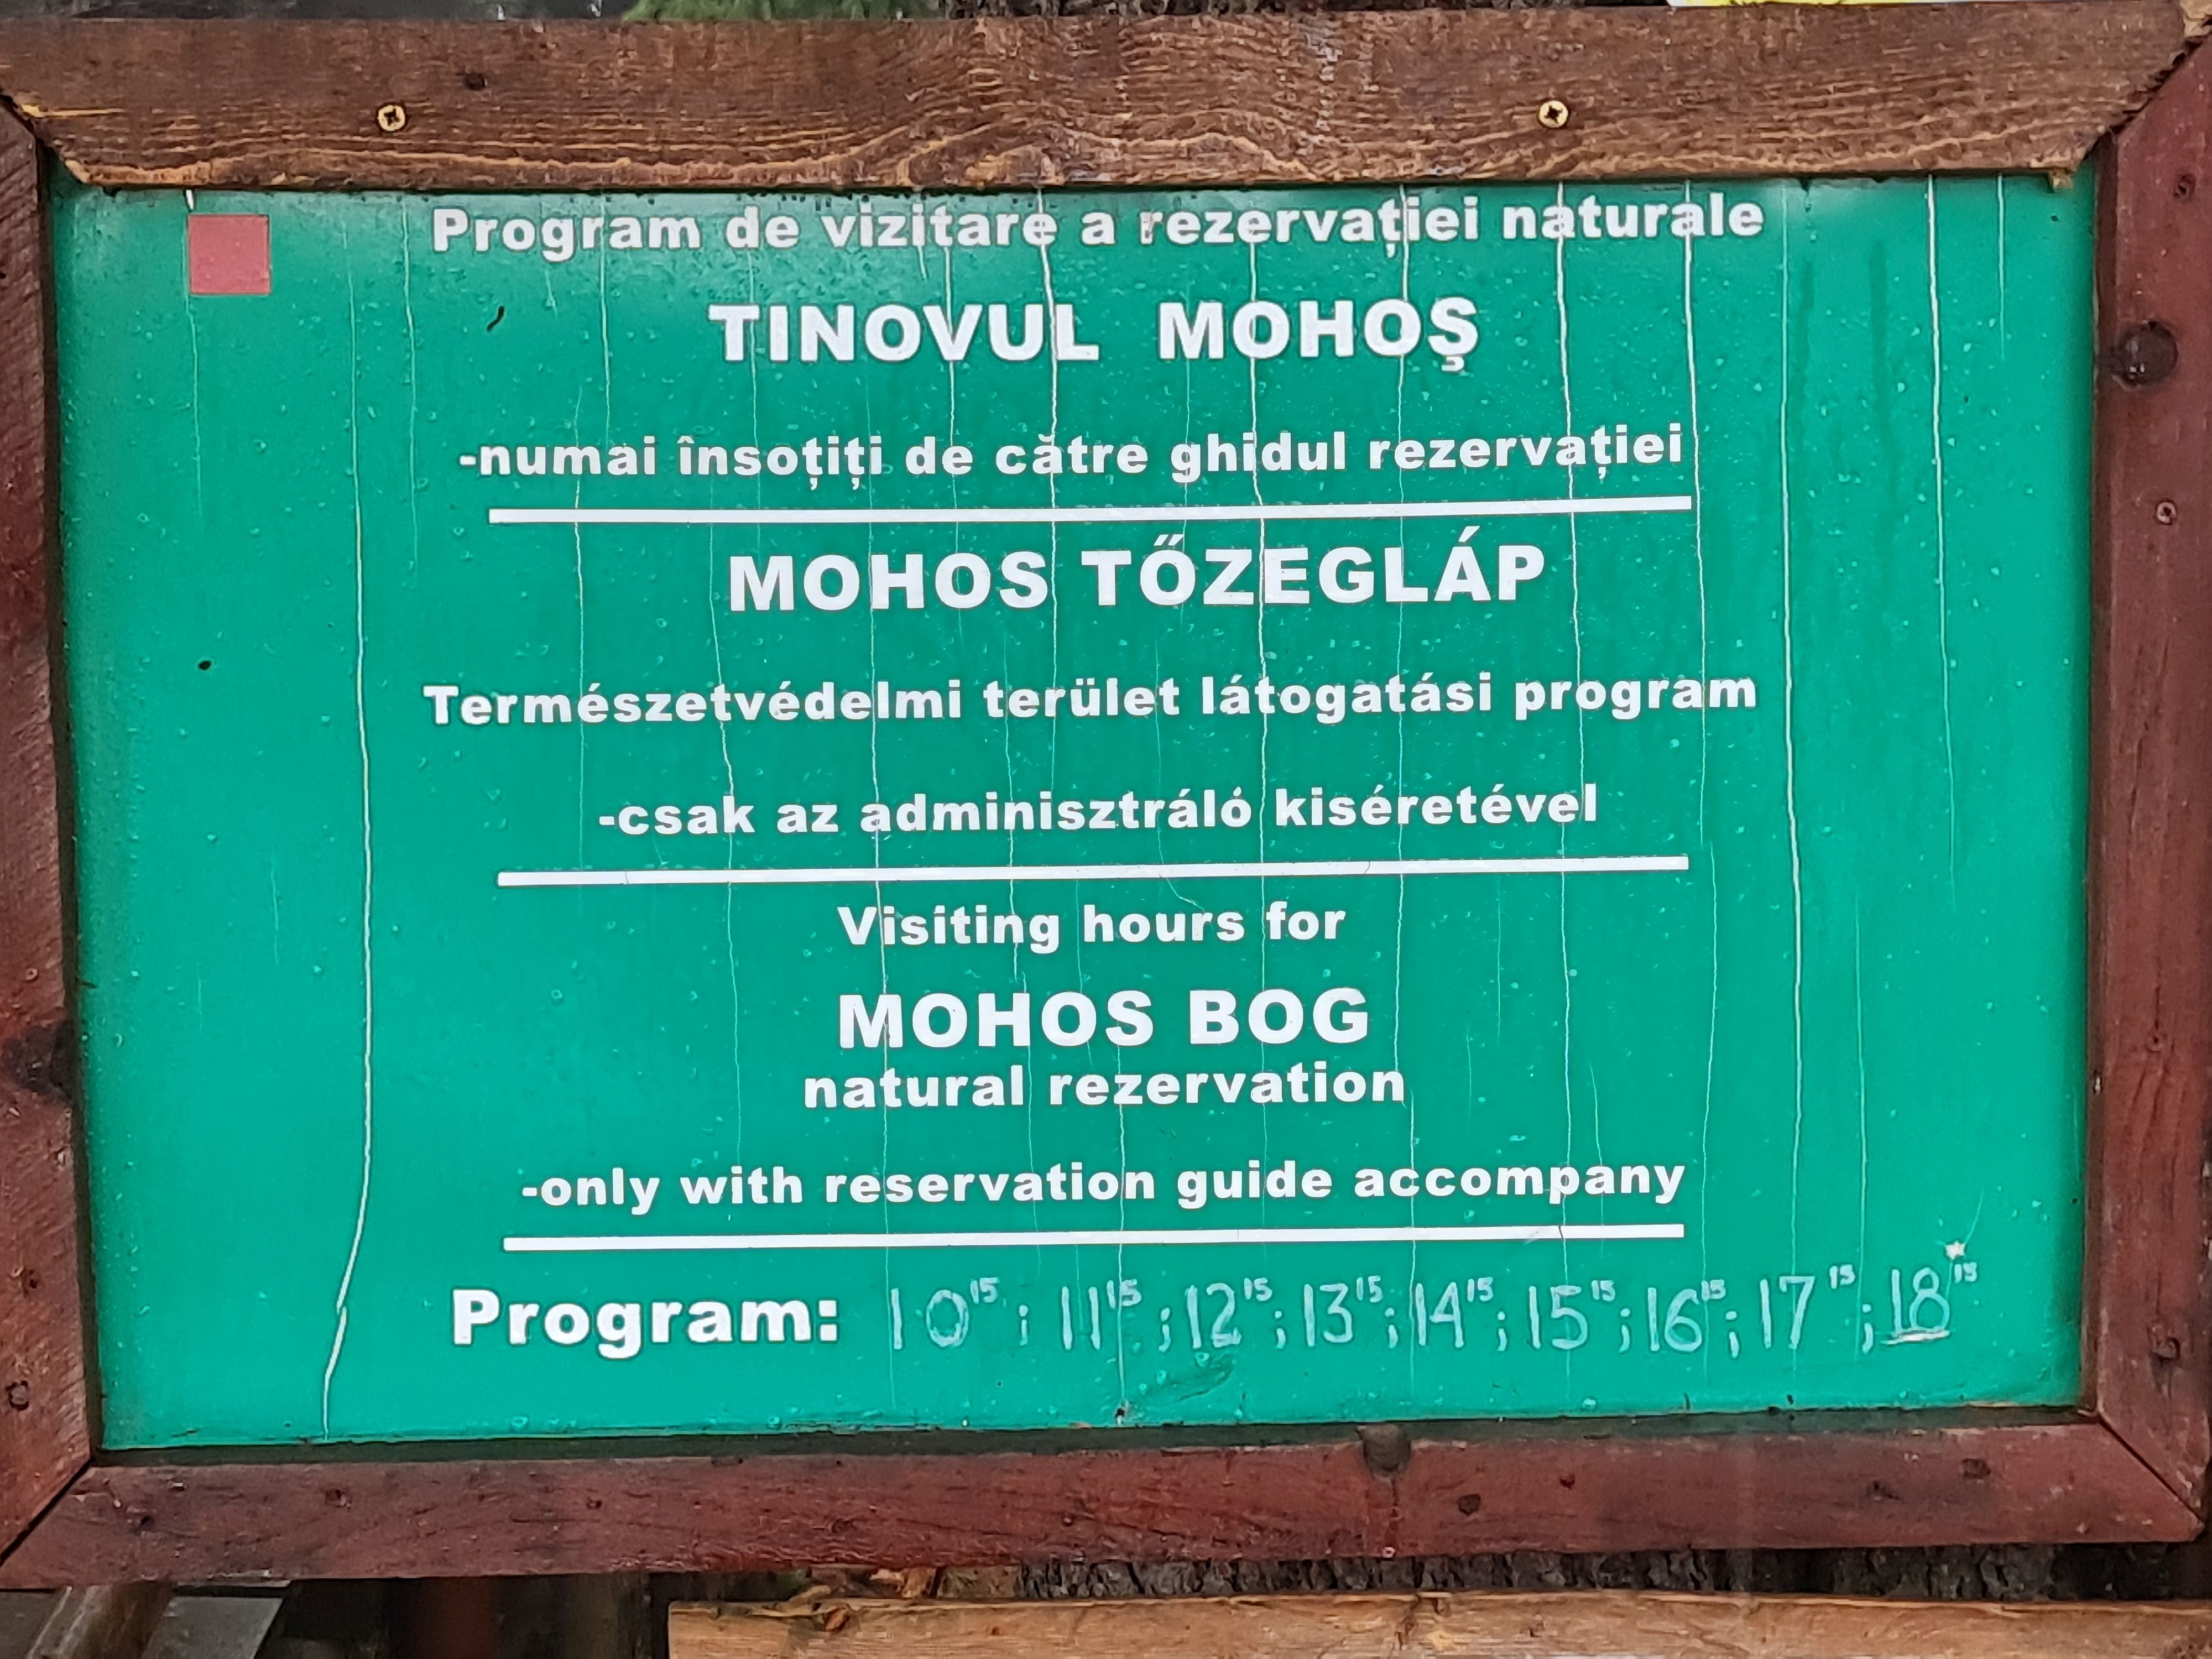 Program de vizitare a rezervației naturale
TINOVUL MOHOŞ
-numai însoțiți de către ghidul rezervației
MOHOS TŐZEGLÁP
Természetvédelmi terület látogatási program
-csak az adminisztráló kiséretével
Visiting hours for
MOHOS BOG
natural rezervation
-only with reservation guide accompany
Program: 10¹⁵; 11¹⁵; 12¹⁵; 13¹⁵; 14¹⁵; 15¹⁵; 16¹⁵; 17¹⁵; 18¹⁵*